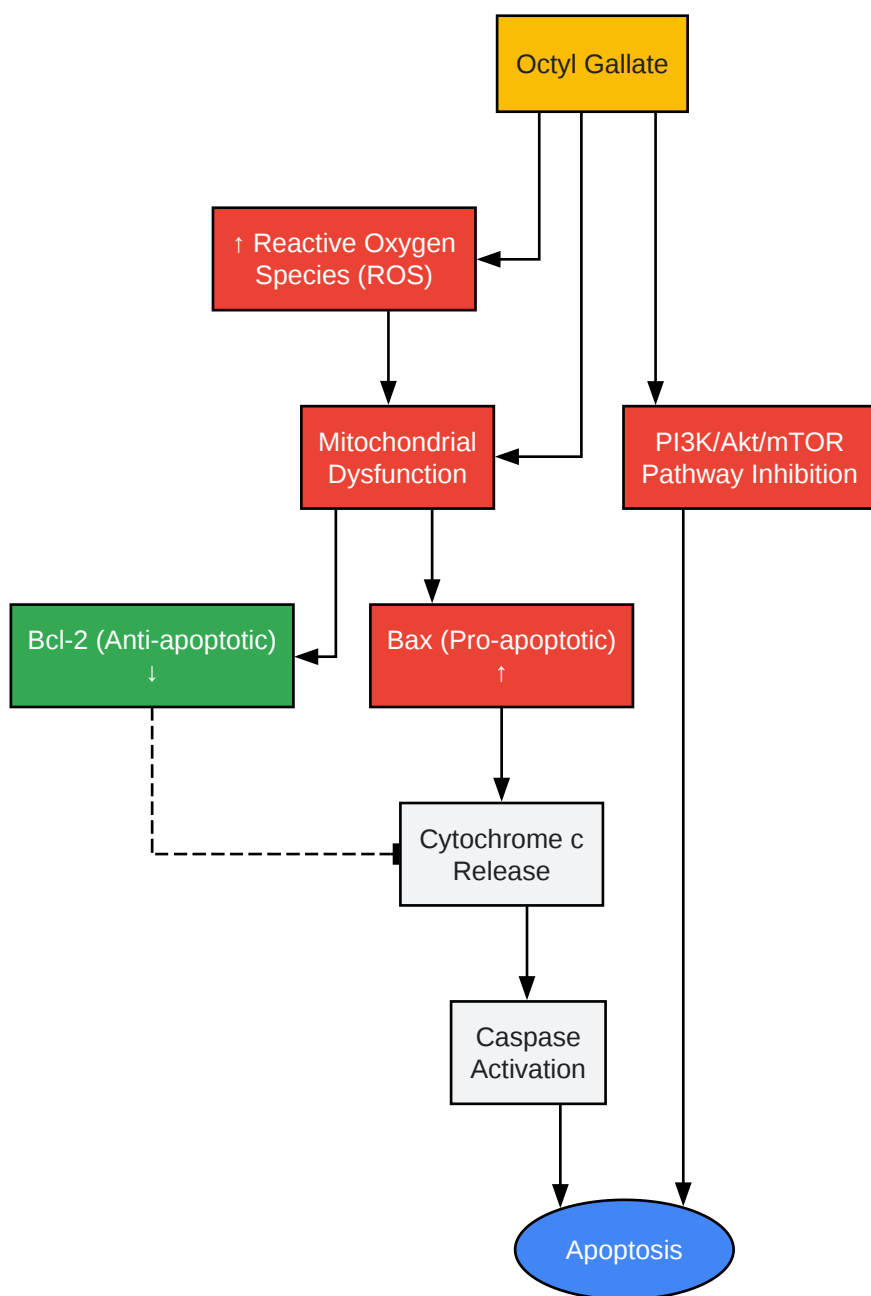 Octyl Gallate
↑ Reactive Oxygen
Species (ROS)
Mitochondrial
Dysfunction
PI3K/Akt/mTOR
Pathway Inhibition
Bcl-2 (Anti-apoptotic)
↓
Bax (Pro-apoptotic)
↑
Cytochrome c
Release
Caspase
Activation
Apoptosis